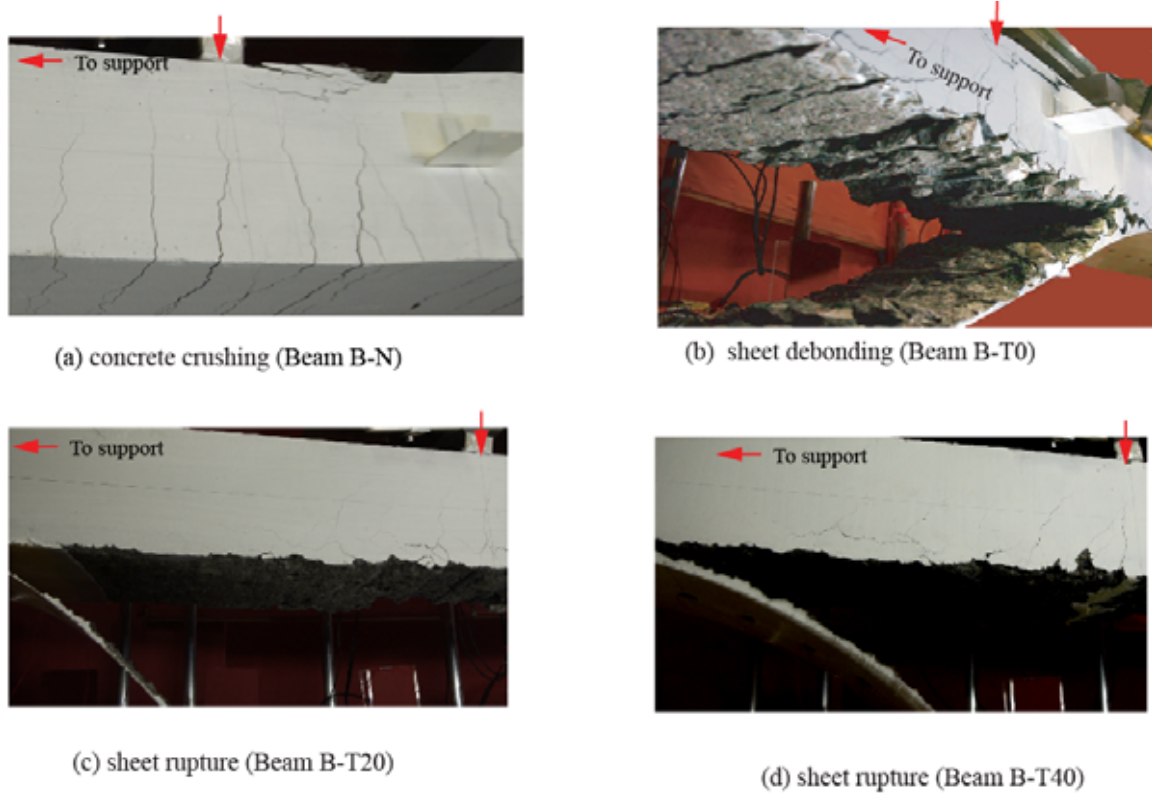 To support
To support
(a) concrete crushing (Beam B-N)
(b) sheet debonding (Beam B-T0)
To support
To support
(c) sheet rupture (Beam B-T20)
(d) sheet rupture (Beam B-T40)